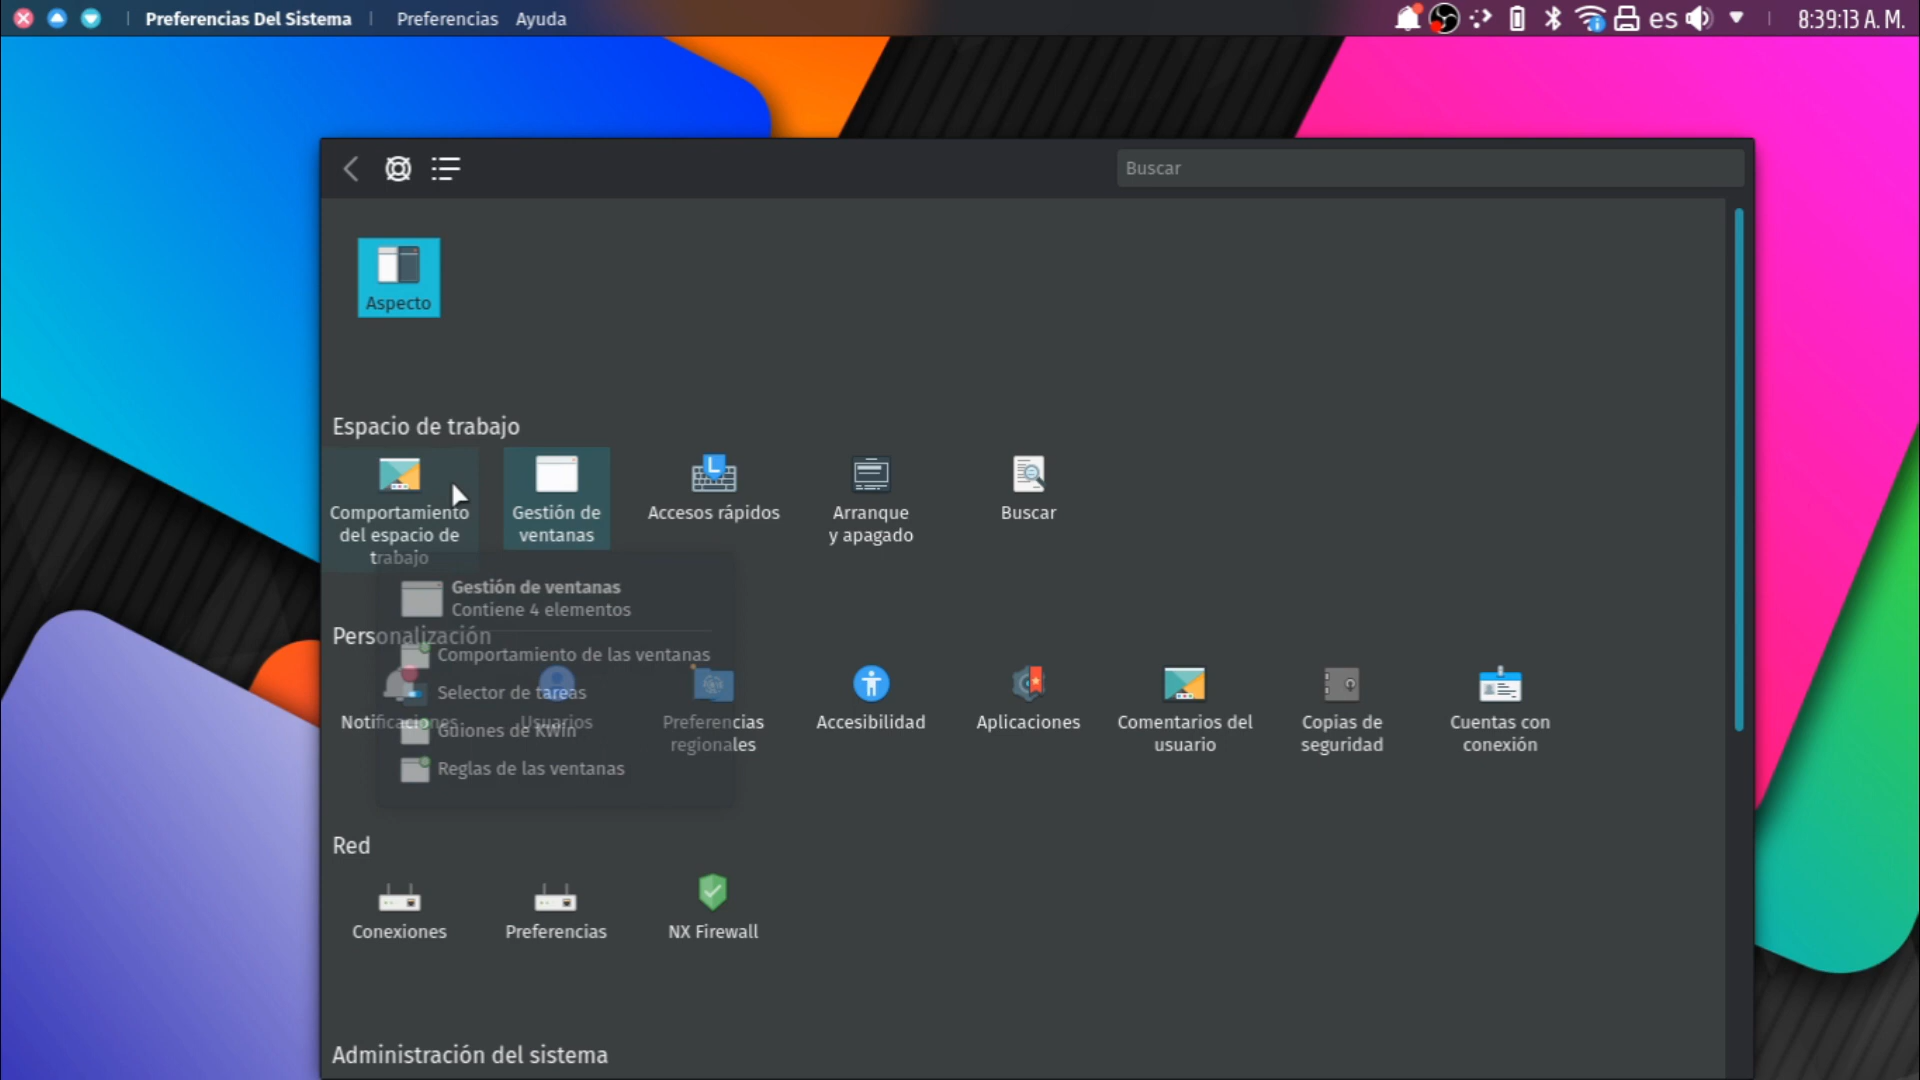 Preferencias Del Sistema
Preferencias
Ayuda
es
8:39:13 A. M.
Buscar
Aspecto
Espacio de trabajo
Comportamiento
del espacio de
trabajo
Gestión de
ventanas
Accesos rápidos
Arranque
y apagado
Buscar
Gestión de ventanas
Contiene 4 elementos
Comportamiento de las ventanas
Selector de tareas
Guiones de KWin
Reglas de las ventanas
Personalización
Notificaciones
Usuarios
Preferencias
regionales
Accesibilidad
Aplicaciones
Comentarios del
usuario
Copias de
seguridad
Cuentas con
conexión
Red
Conexiones
Preferencias
NX Firewall
Administración del sistema